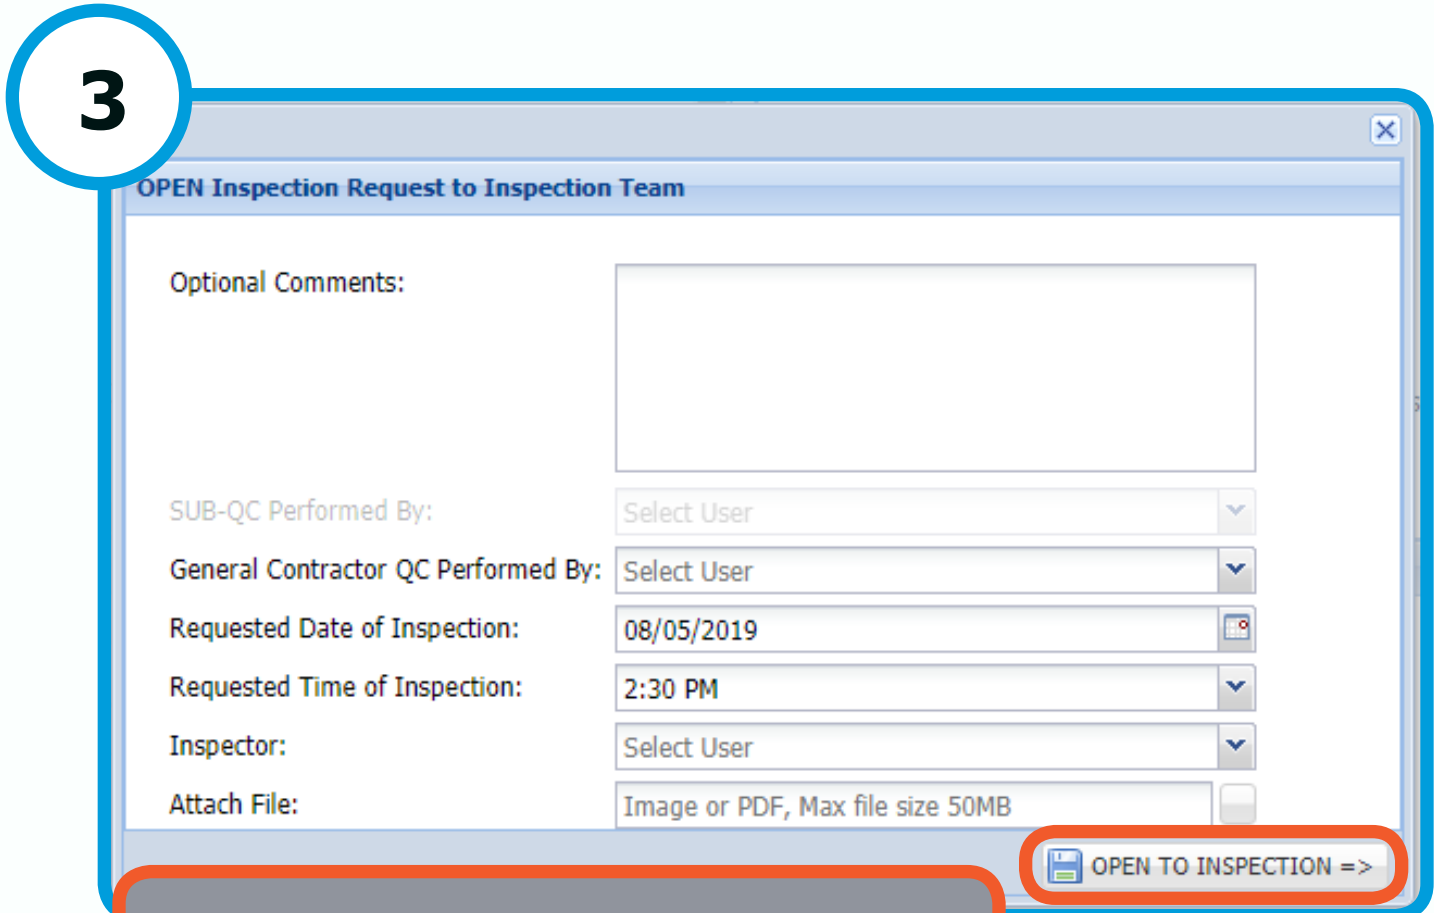 3
OPEN Inspection Request to Inspection Team
Optional Comments:
SUB-QC Performed By: Select User
General Contractor QC Performed By: Select User
Requested Date of Inspection: 08/05/2019
Requested Time of Inspection: 2:30 PM
Inspector: Select User
Attach File: Image or PDF, Max file size 50MB
OPEN TO INSPECTION =>